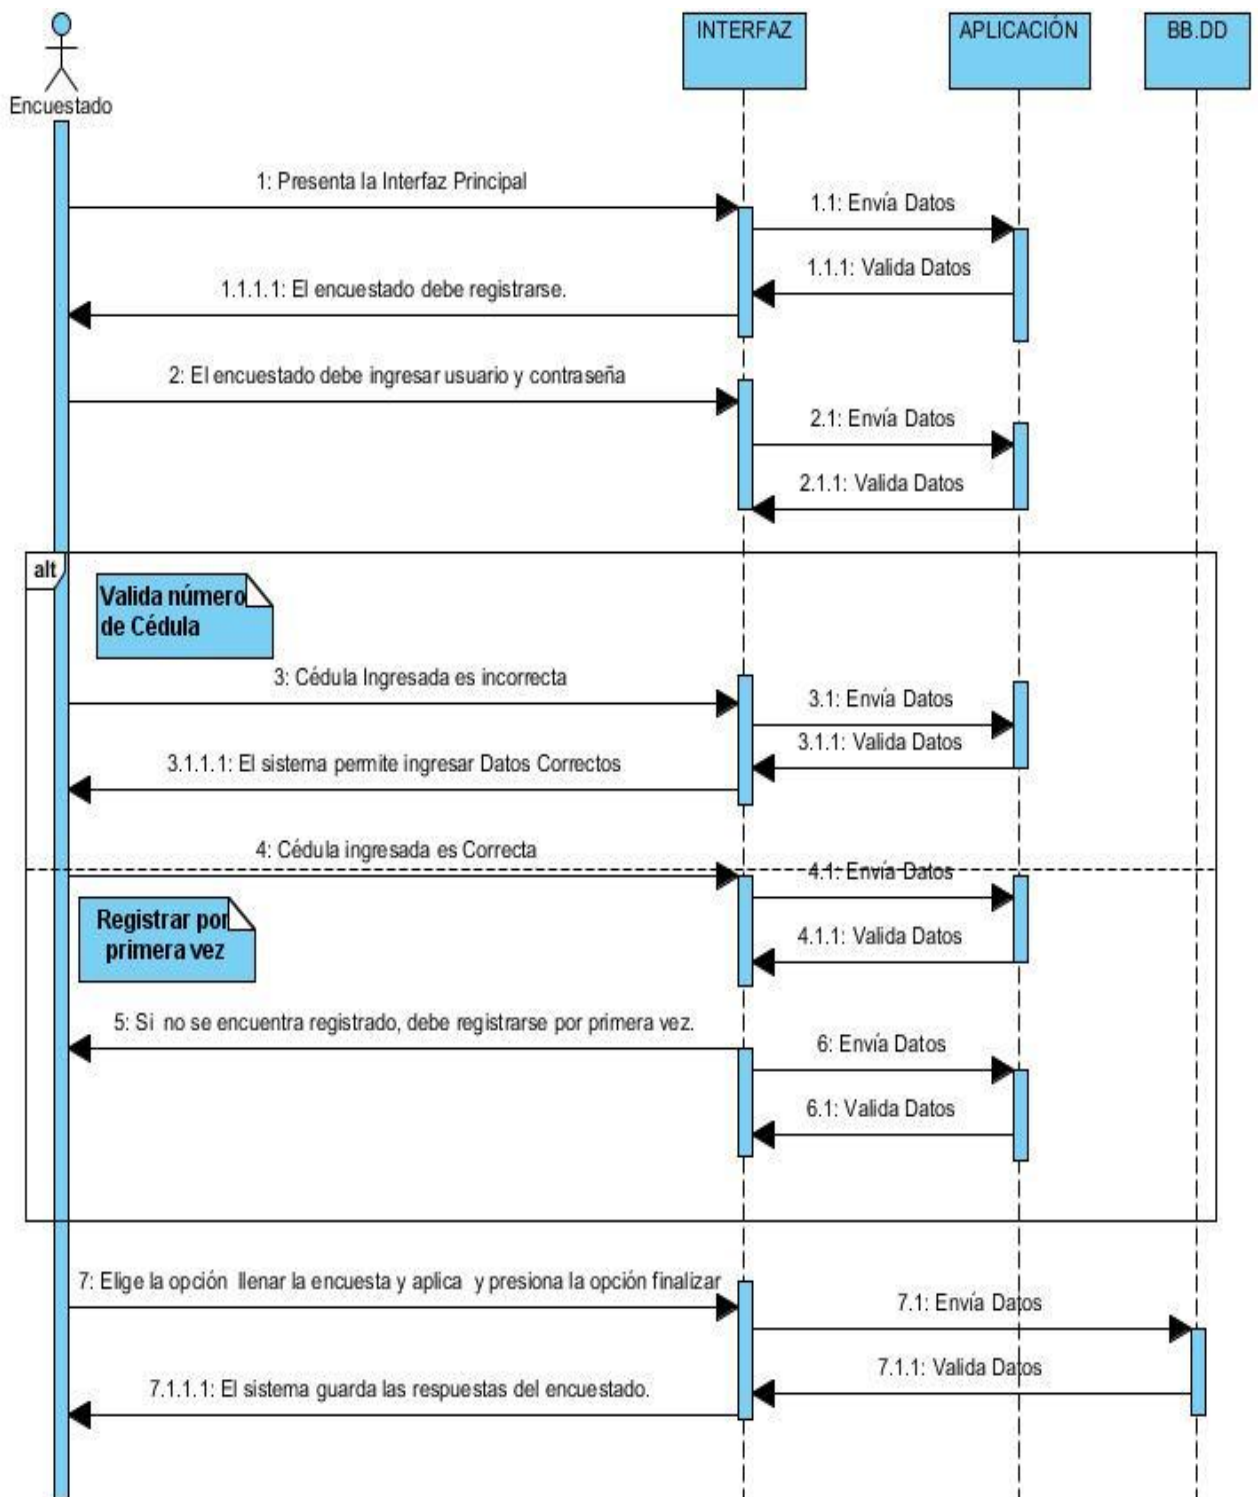 INTERFAZ
APLICACIÓN
BB.DD
Encuestado
1: Presenta la Interfaz Principal
1.1: Envía Datos
1.1.1: Valida Datos
1.1.1.1: El encuestado debe registrarse.
2: El encuestado debe ingresar usuario y contraseña
2.1: Envía Datos
2.1.1: Valida Datos
alt
Valida número
de Cédula
3: Cédula Ingresada es incorrecta
3.1: Envía Datos
3.1.1: Valida Datos
3.1.1.1: El sistema permite ingresar Datos Correctos
4: Cédula ingresada es Correcta
4.1: Envía Datos
Registrar por
primera vez
4.1.1: Valida Datos
5: Si no se encuentra registrado, debe registrarse por primera vez.
6: Envía Datos
6.1: Valida Datos
7: Elige la opción llenar la encuesta y aplica y presiona la opción finalizar
7.1: Envía Datos
7.1.1: Valida Datos
7.1.1.1: El sistema guarda las respuestas del encuestado.